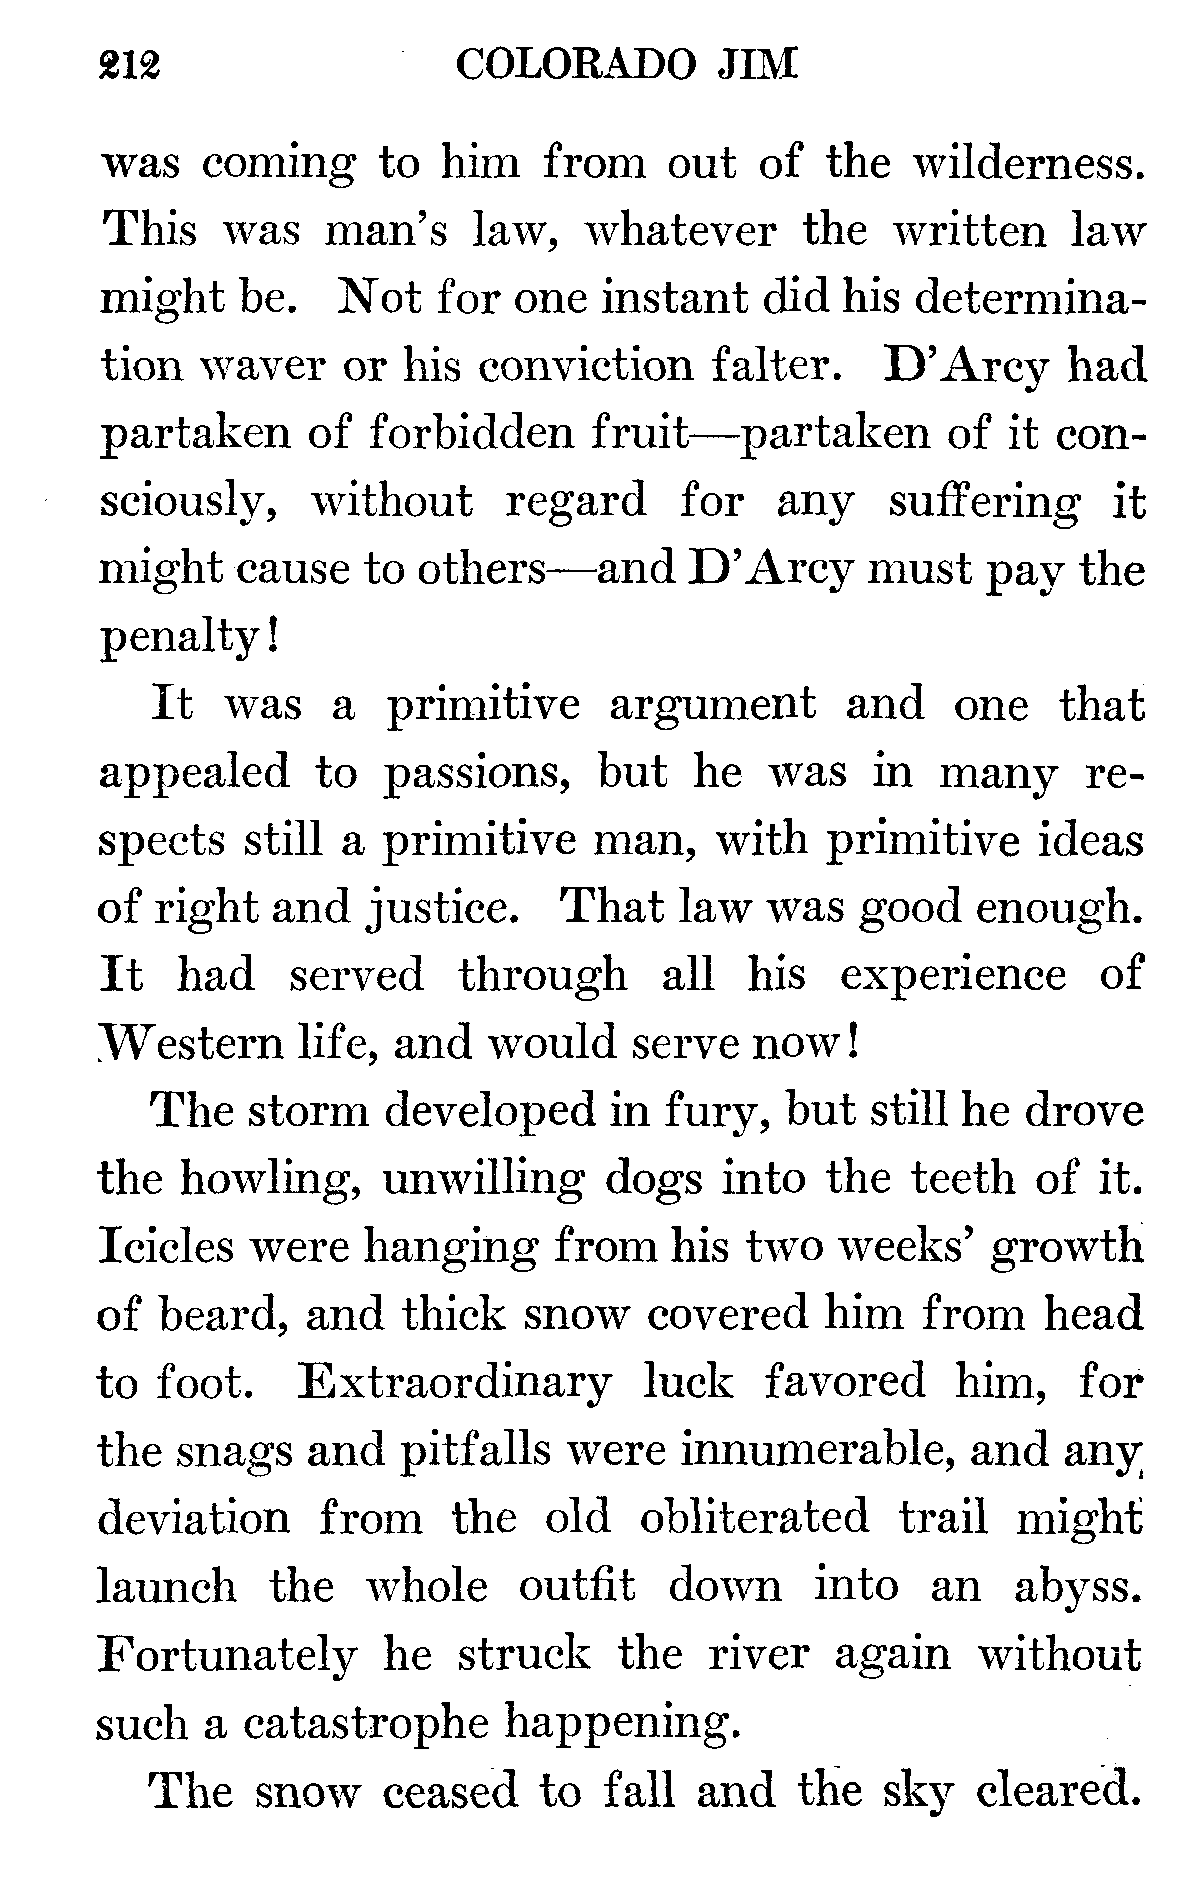 212 COLORADO JIM
was coming to him from out of the wilderness.
This was man's law, whatever the written law
might be. Not for one instant did his determina-
tion waver or his conviction falter. D'Arcy had
partaken of forbidden fruit—partaken of it con-
sciously, without regard for any suffering it
might cause to others—and D'Arcy must pay the
penalty!
It was a primitive argument and one that
appealed to passions, but he was in many re-
spects still a primitive man, with primitive ideas
of right and justice. That law was good enough.
It had served through all his experience of
Western life, and would serve now!
The storm developed in fury, but still he drove
the howling, unwilling dogs into the teeth of it.
Icicles were hanging from his two weeks' growth
of beard, and thick snow covered him from head
to foot. Extraordinary luck favored him, for
the snags and pitfalls were innumerable, and any
deviation from the old obliterated trail might
launch the whole outfit down into an abyss.
Fortunately he struck the river again without
such a catastrophe happening.
The snow ceased to fall and the sky cleared.